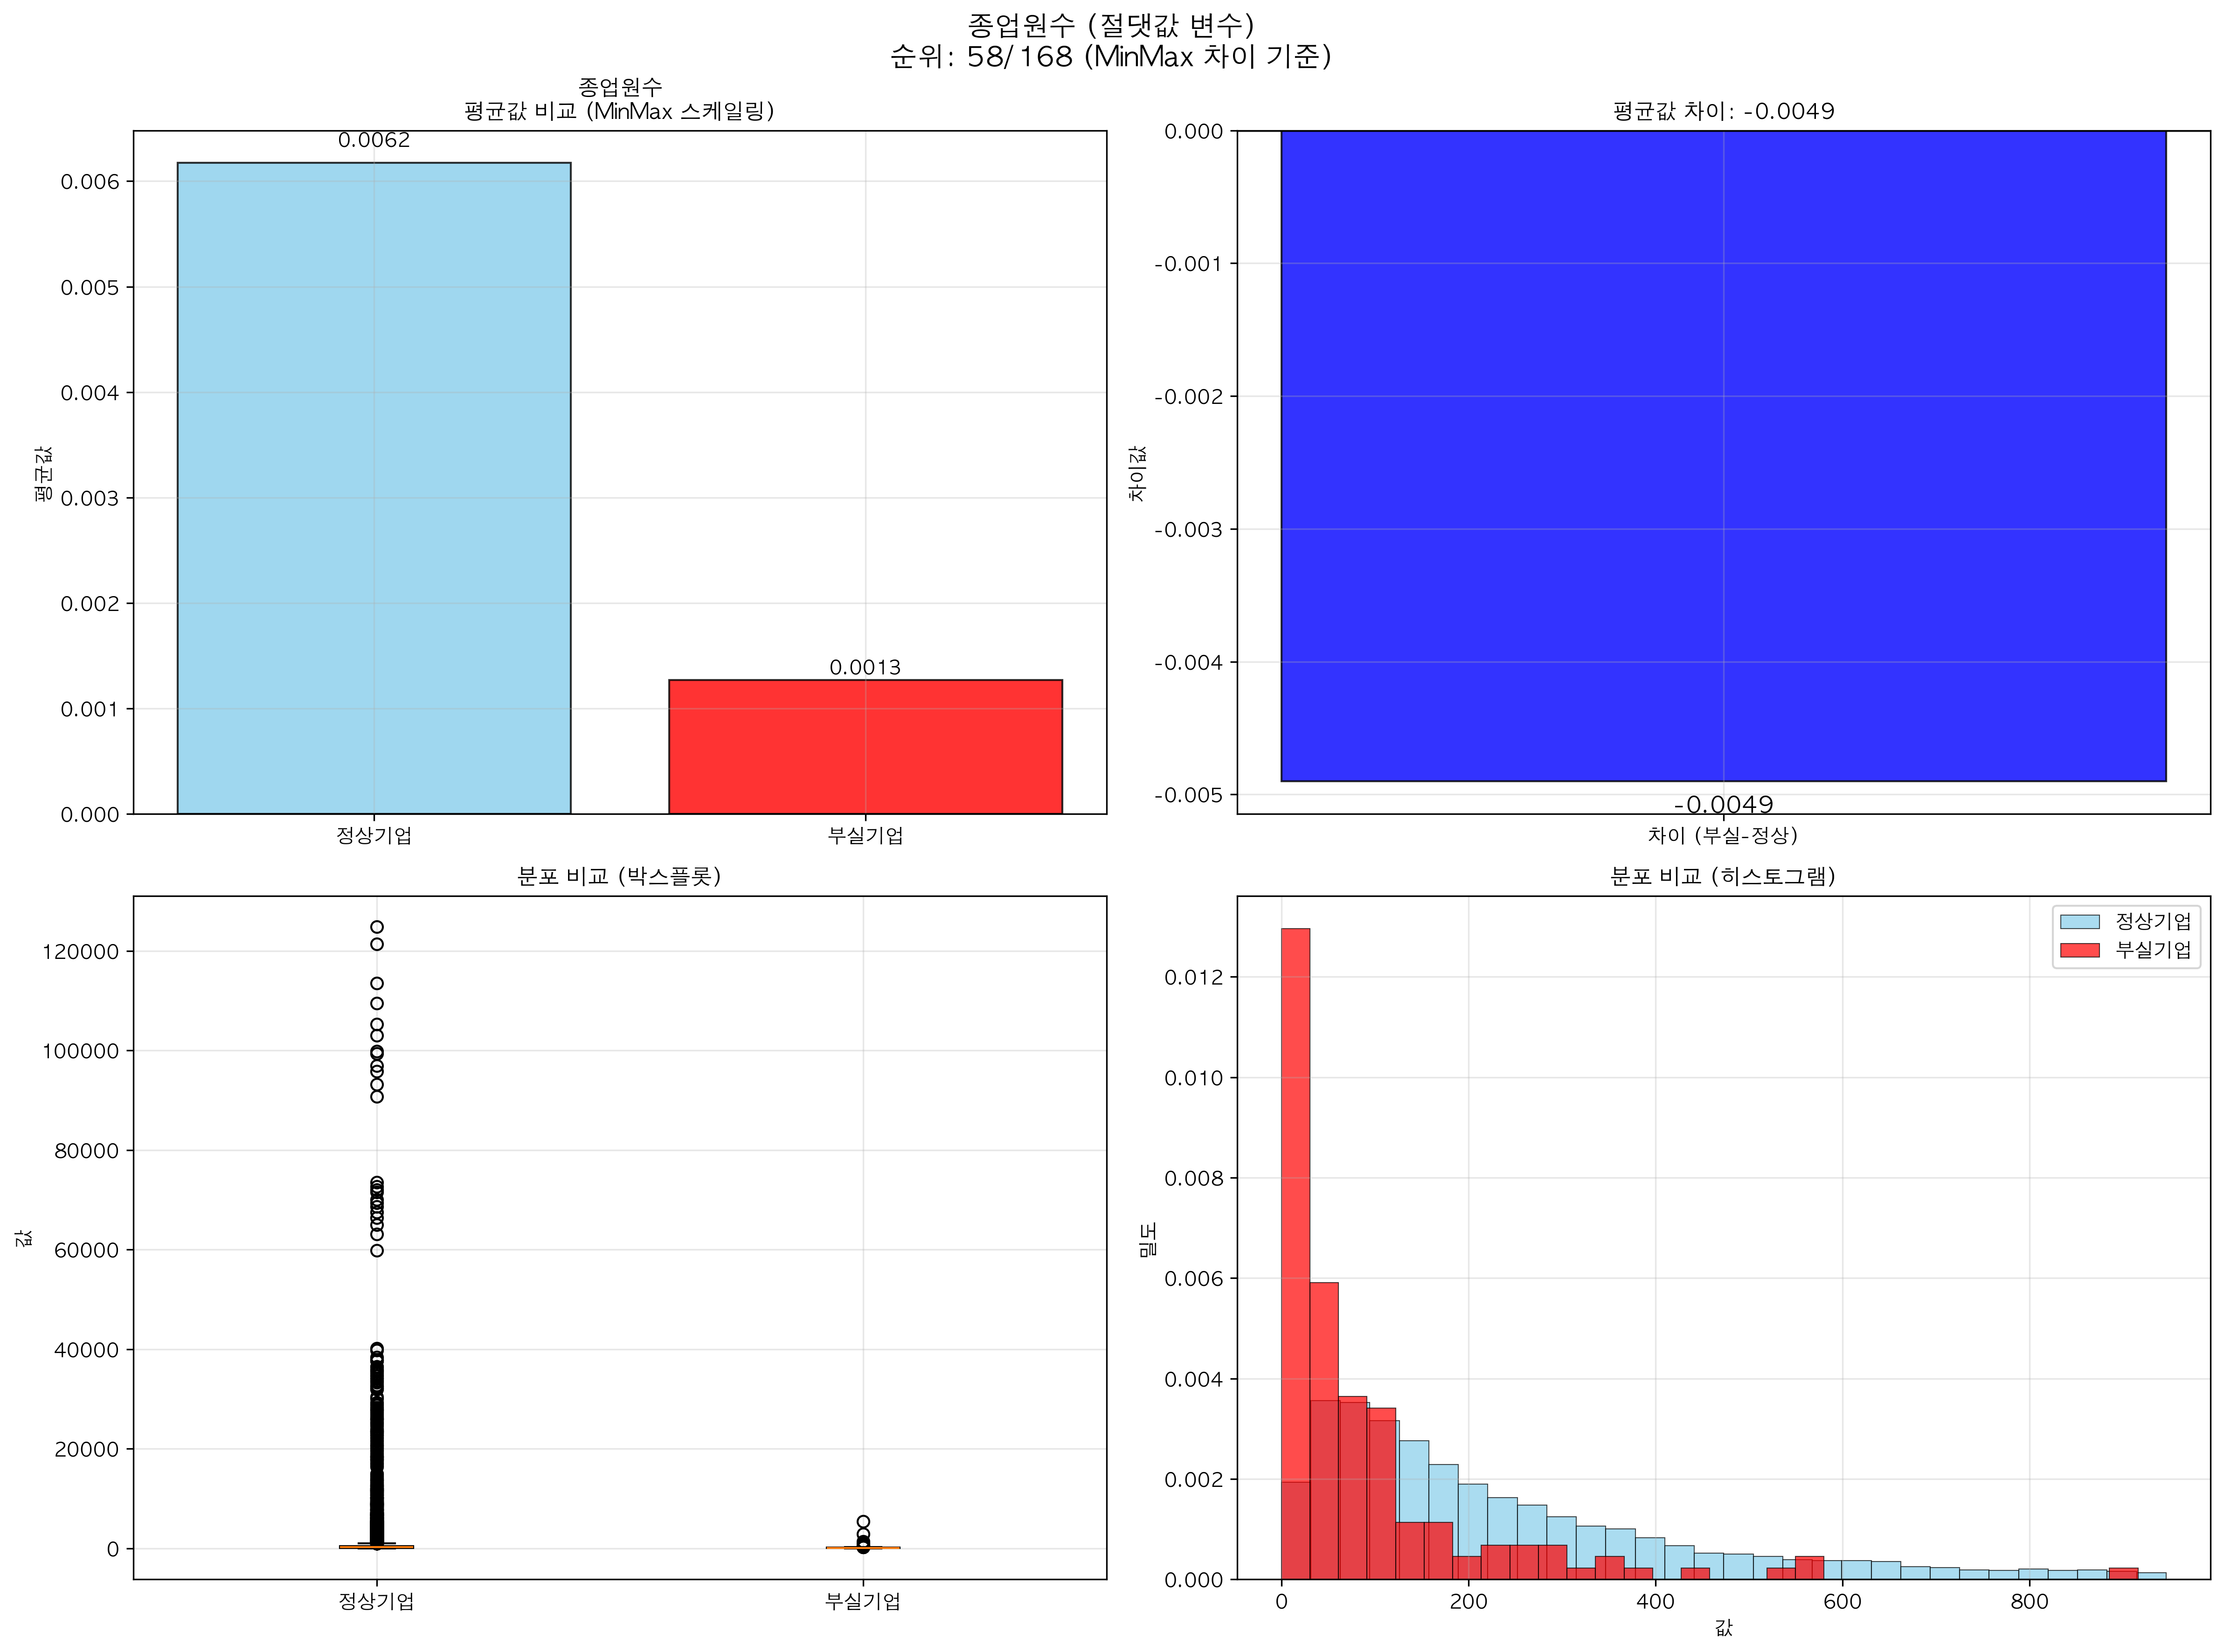 종업원수 (절댓값 변수)
순위: 58/168 (MinMax 차이 기준)
종업원수
평균값 비교 (MinMax 스케일링)
평균값
0.006
0.005
0.004
0.003
0.002
0.001
0.000
0.0062
0.0013
정상기업
부실기업
평균값 차이: -0.0049
차이값
0.000
-0.001
-0.002
-0.003
-0.004
-0.005
-0.0049
차이 (부실-정상)
분포 비교 (박스플롯)
값
120000
100000
80000
60000
40000
20000
0
정상기업
부실기업
분포 비교 (히스토그램)
밀도
0.012
0.010
0.008
0.006
0.004
0.002
0.000
정상기업
부실기업
0
200
400
600
800
값